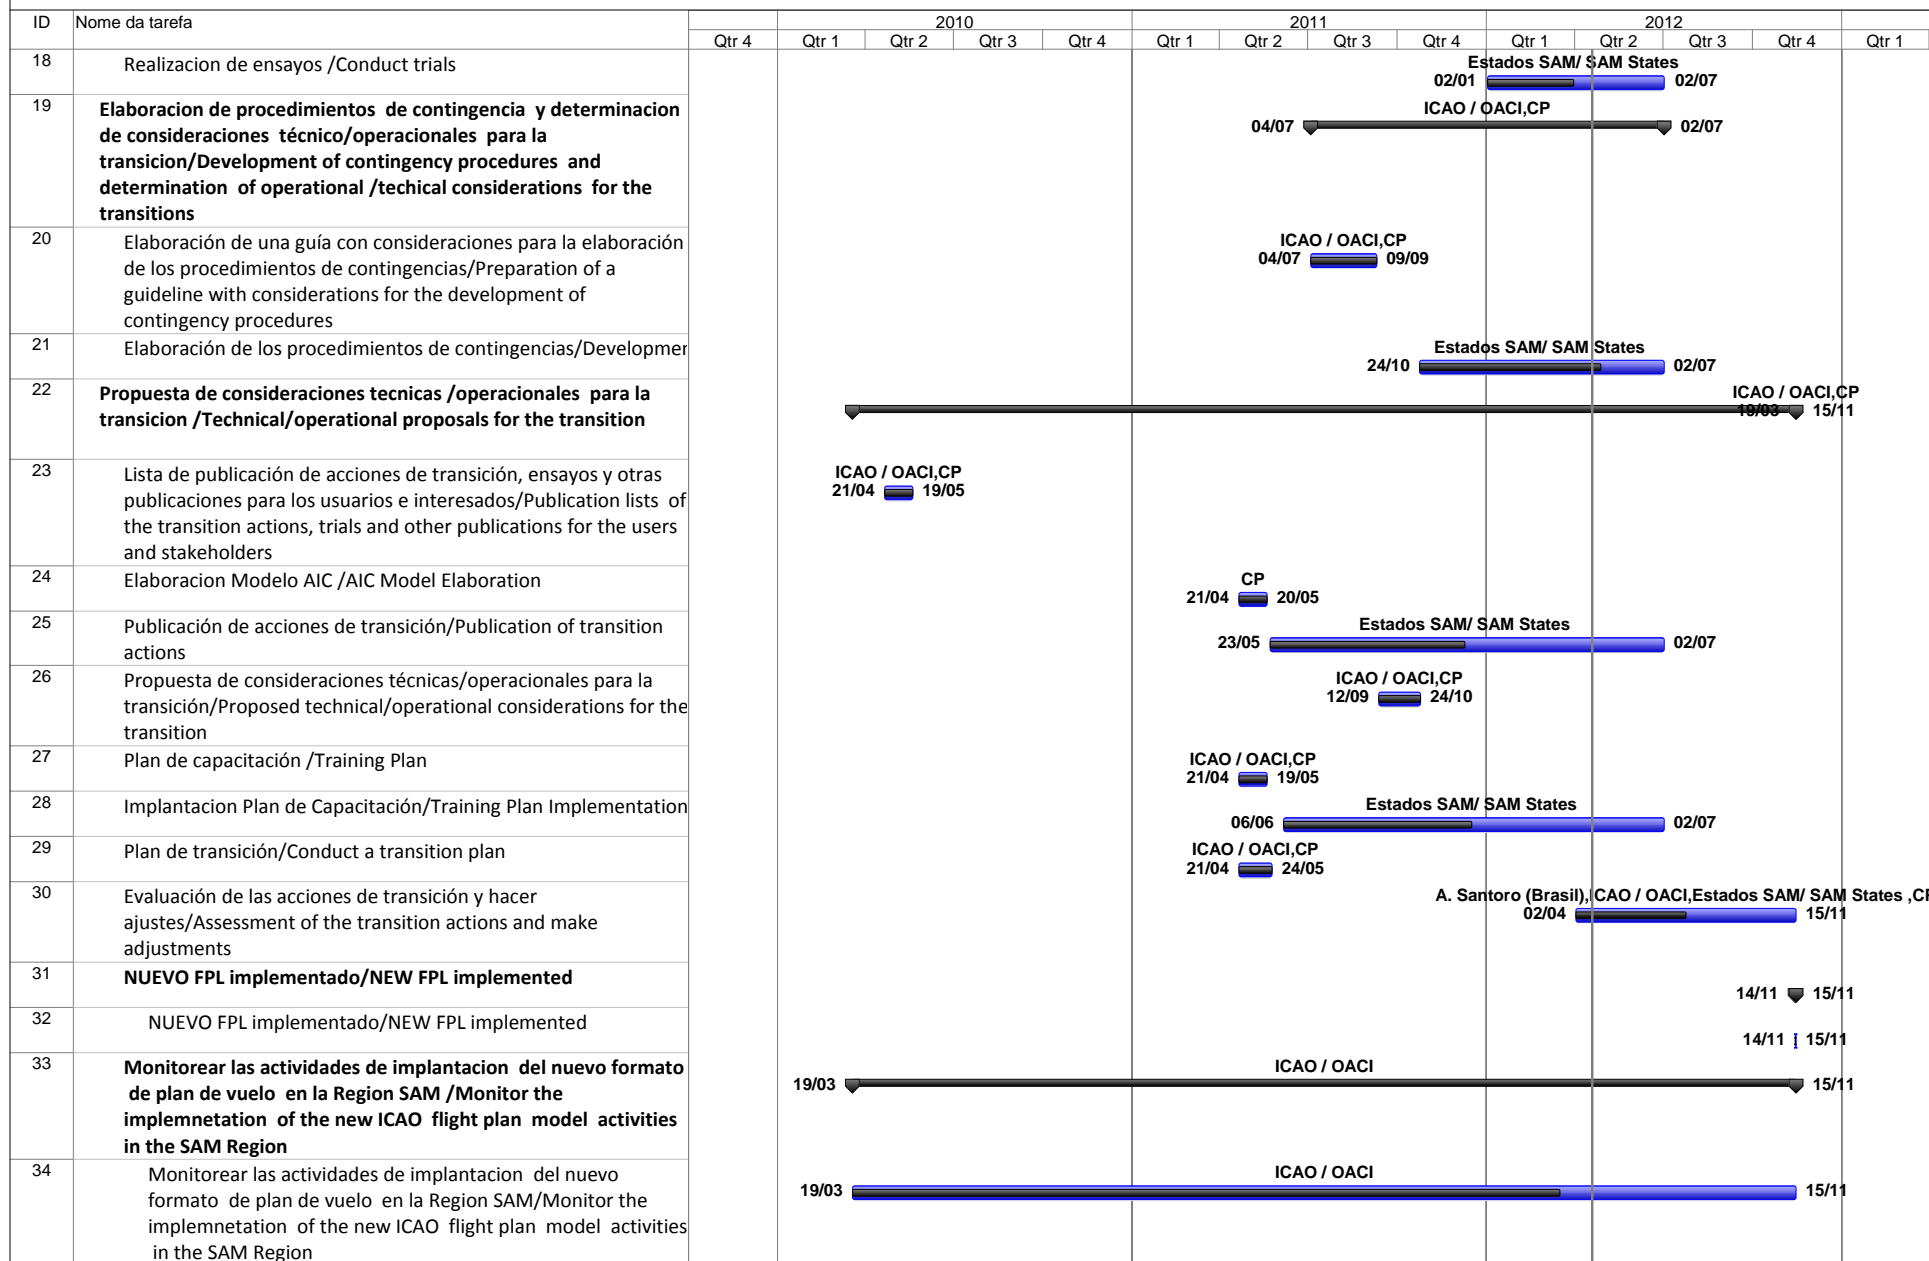 ID Nome da tarefa 2010 2011 2012
Qtr 4 Qtr 1 Qtr 2 Qtr 3 Qtr 4 Qtr 1 Qtr 2 Qtr 3 Qtr 4 Qtr 1 Qtr 2 Qtr 3 Qtr 4 Qtr 1
18 Realizacion de ensayos /Conduct trials
Estados SAM/ SAM States
02/01 02/07
19 Elaboracion de procedimientos de contingencia y determinacion
de consideraciones técnico/operacionales para la
transicion/Development of contingency procedures and
determination of operational /techical considerations for the
transitions
ICAO / OACI,CP
04/07 02/07
20 Elaboración de una guía con consideraciones para la elaboración
de los procedimientos de contingencias/Preparation of a
guideline with considerations for the development of
contingency procedures
ICAO / OACI,CP
04/07 09/09
21 Elaboración de los procedimientos de contingencias/Developmen
Estados SAM/ SAM States
24/10 02/07
22 Propuesta de consideraciones tecnicas /operacionales para la
transicion /Technical/operational proposals for the transition
ICAO / OACI,CP
19/03 15/11
23 Lista de publicación de acciones de transición, ensayos y otras
publicaciones para los usuarios e interesados/Publication lists of
the transition actions, trials and other publications for the users
and stakeholders
ICAO / OACI,CP
21/04 19/05
24 Elaboracion Modelo AIC /AIC Model Elaboration
CP
21/04 20/05
25 Publicación de acciones de transición/Publication of transition
actions
Estados SAM/ SAM States
23/05 02/07
26 Propuesta de consideraciones técnicas/operacionales para la
transición/Proposed technical/operational considerations for the
transition
ICAO / OACI,CP
12/09 24/10
27 Plan de capacitación /Training Plan
ICAO / OACI,CP
21/04 19/05
28 Implantacion Plan de Capacitación/Training Plan Implementation
Estados SAM/ SAM States
06/06 02/07
29 Plan de transición/Conduct a transition plan
ICAO / OACI,CP
21/04 24/05
30 Evaluación de las acciones de transición y hacer
ajustes/Assessment of the transition actions and make
adjustments
A. Santoro (Brasil),ICAO / OACI,Estados SAM/ SAM States ,CP
02/04 15/11
31 NUEVO FPL implementado/NEW FPL implemented
14/11 15/11
32 NUEVO FPL implementado/NEW FPL implemented
14/11 15/11
33 Monitorear las actividades de implantacion del nuevo formato
de plan de vuelo en la Region SAM /Monitor the
implemnetation of the new ICAO flight plan model activities
in the SAM Region
ICAO / OACI
19/03 15/11
34 Monitorear las actividades de implantacion del nuevo
formato de plan de vuelo en la Region SAM/Monitor the
implemnetation of the new ICAO flight plan model activities
in the SAM Region
ICAO / OACI
19/03 15/11